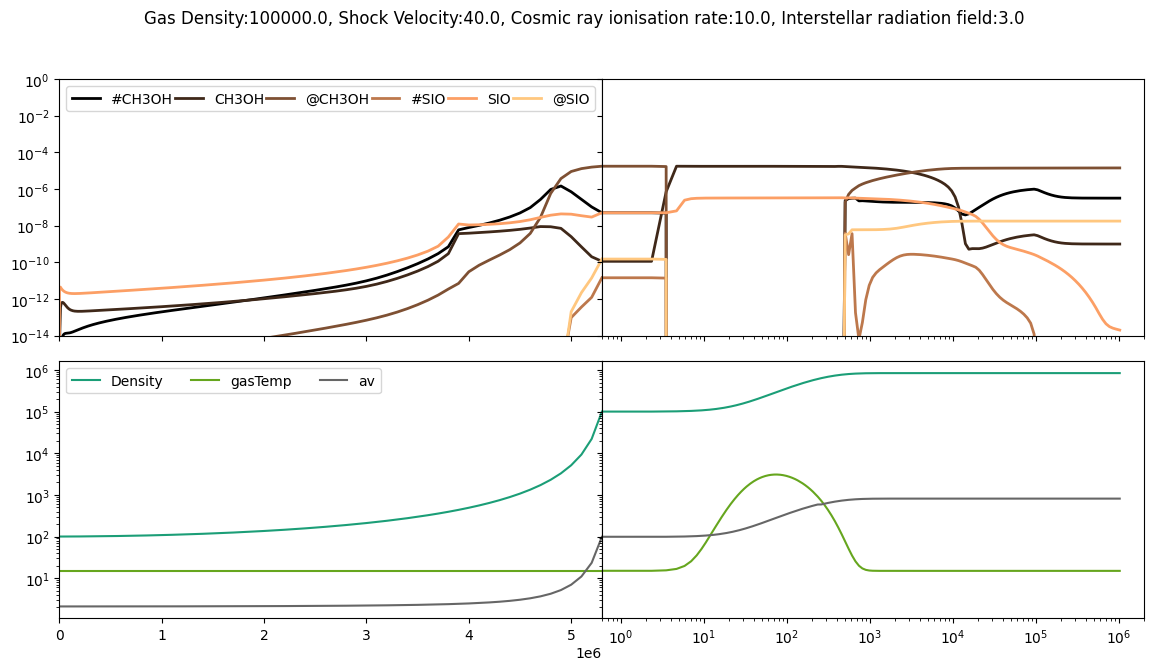 Gas Density:100000.0, Shock Velocity:40.0, Cosmic ray ionisation rate:10.0, Interstellar radiation field:3.0
10^0
#CH3OH CH3OH @CH3OH #SIO SIO @SIO
10^-2
10^-4
10^-6
10^-8
10^-10
10^-12
10^-14
10^6
Density gasTemp av
10^5
10^4
10^3
10^2
10^1
0 1 2 3 4 5 10^0 10^1 10^2 10^3 10^4 10^5 10^6
1e6